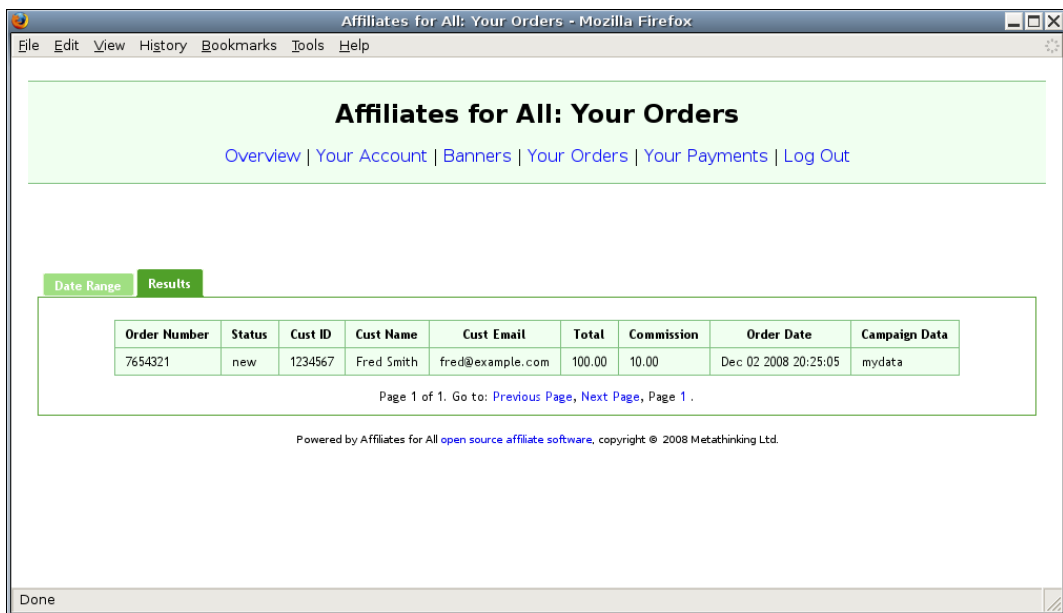 Affiliates for All: Your Orders - Mozilla Firefox
File Edit View History Bookmarks Tools Help
Affiliates for All: Your Orders
Overview | Your Account | Banners | Your Orders | Your Payments | Log Out
Date Range Results
Order Number Status Cust ID Cust Name Cust Email Total Commission Order Date Campaign Data
7654321 new 1234567 Fred Smith fred@example.com 100.00 10.00 Dec 02 2008 20:25:05 mydata
Page 1 of 1. Go to: Previous Page, Next Page, Page 1 .
Powered by Affiliates for All open source affiliate software, copyright © 2008 Metathinking Ltd.
Done